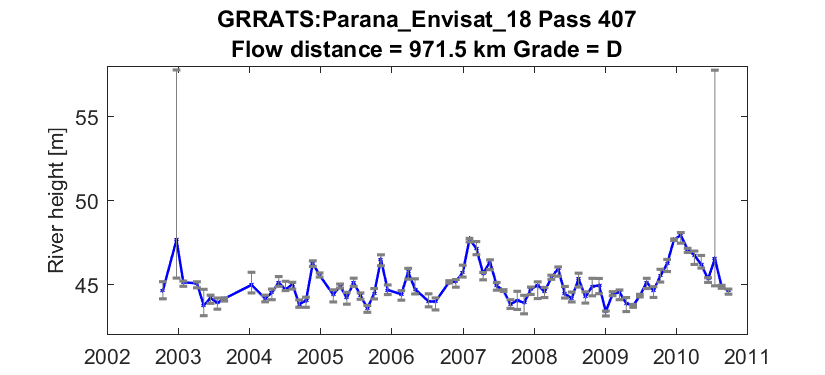 GRRATS:Parana_Envisat_18 Pass 407
Flow distance = 971.5 km Grade = D
River height [m]
55
50
45
2002 2003 2004 2005 2006 2007 2008 2009 2010 2011